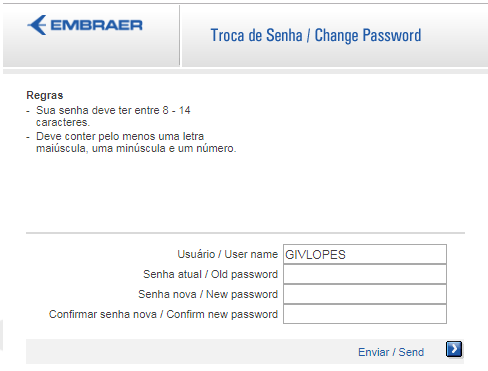 EMBRAER
Troca de Senha / Change Password
Regras
- Sua senha deve ter entre 8 - 14
caracteres.
- Deve conter pelo menos uma letra
maiúscula, uma minúscula e um número.
Usuário / User name GIVLOPES
Senha atual / Old password
Senha nova / New password
Confirmar senha nova / Confirm new password
Enviar / Send